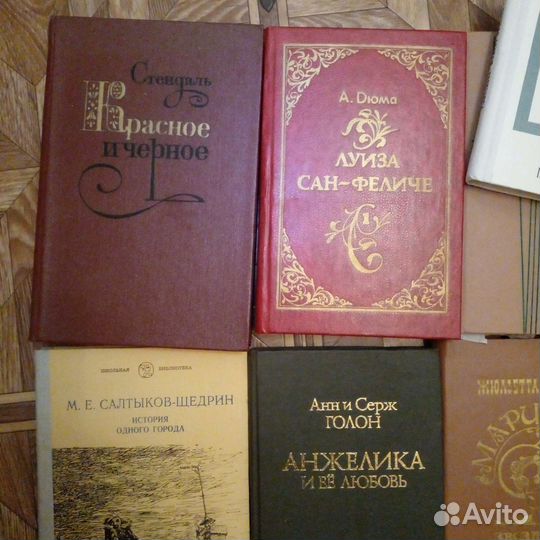 Стендаль
Красное
и черное
А. Дюма
ЛУИЗА
САН-ФЕЛИЧЕ
1
ШКОЛЬНАЯ БИБЛИОТЕКА
М. Е. САЛТЫКОВ-ЩЕДРИН
ИСТОРИЯ
ОДНОГО ГОРОДА
Анн и Серж
ГОЛОН
АНЖЕЛИКА
И ЕЁ ЛЮБОВЬ
Avito